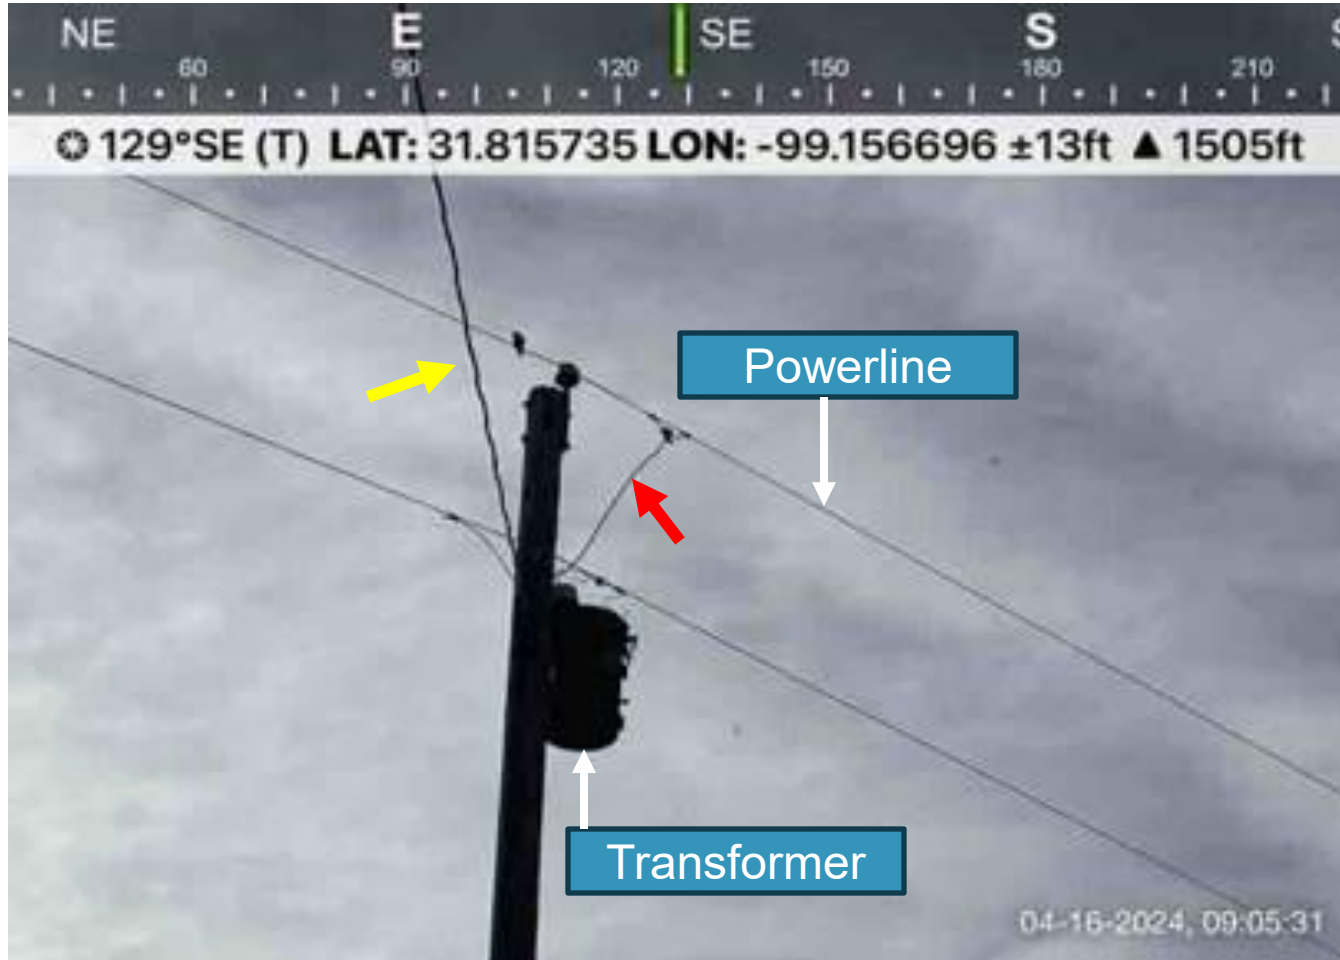 NE E SE S
60 90 120 150 180 210
129°SE (T) LAT: 31.815735 LON: -99.156696 ±13ft ▲ 1505ft
Powerline
Transformer
04-16-2024, 09:05:31